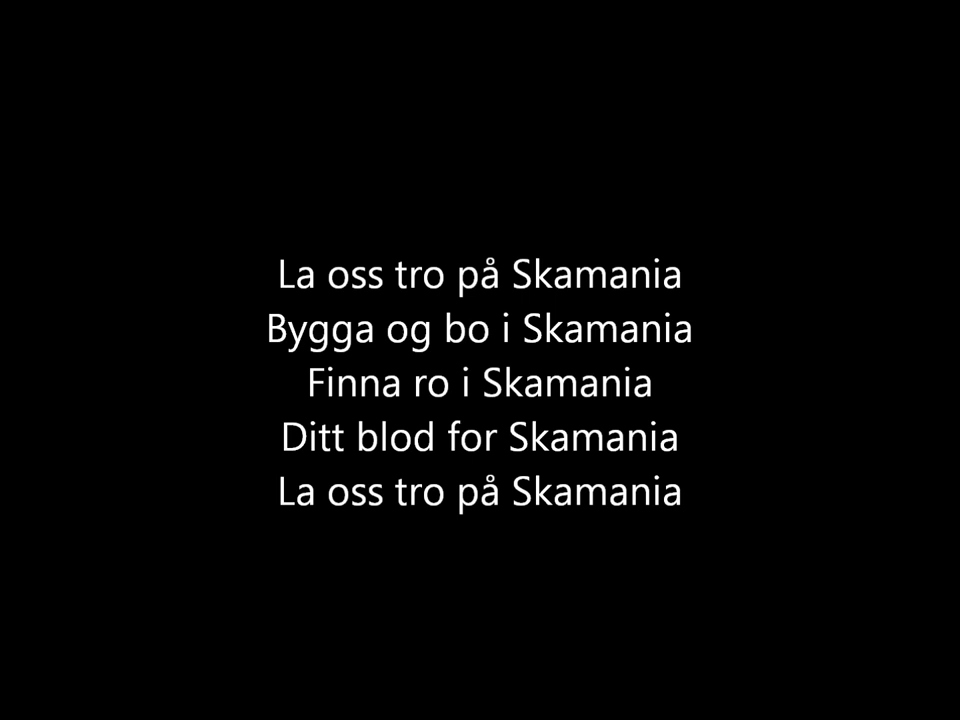 La oss tro på Skamania
Bygga og bo i Skamania
Finna ro i Skamania
Ditt blod for Skamania
La oss tro på Skamania